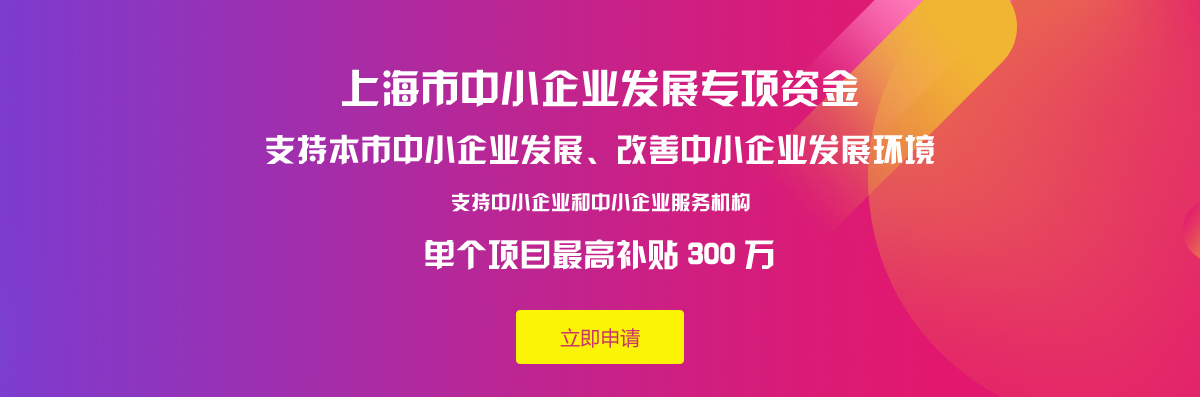 上海市中小企业发展专项资金
支持本市中小企业发展、改善中小企业发展环境
支持中小企业和中小企业服务机构
单个项目最高补贴 300 万
立即申请